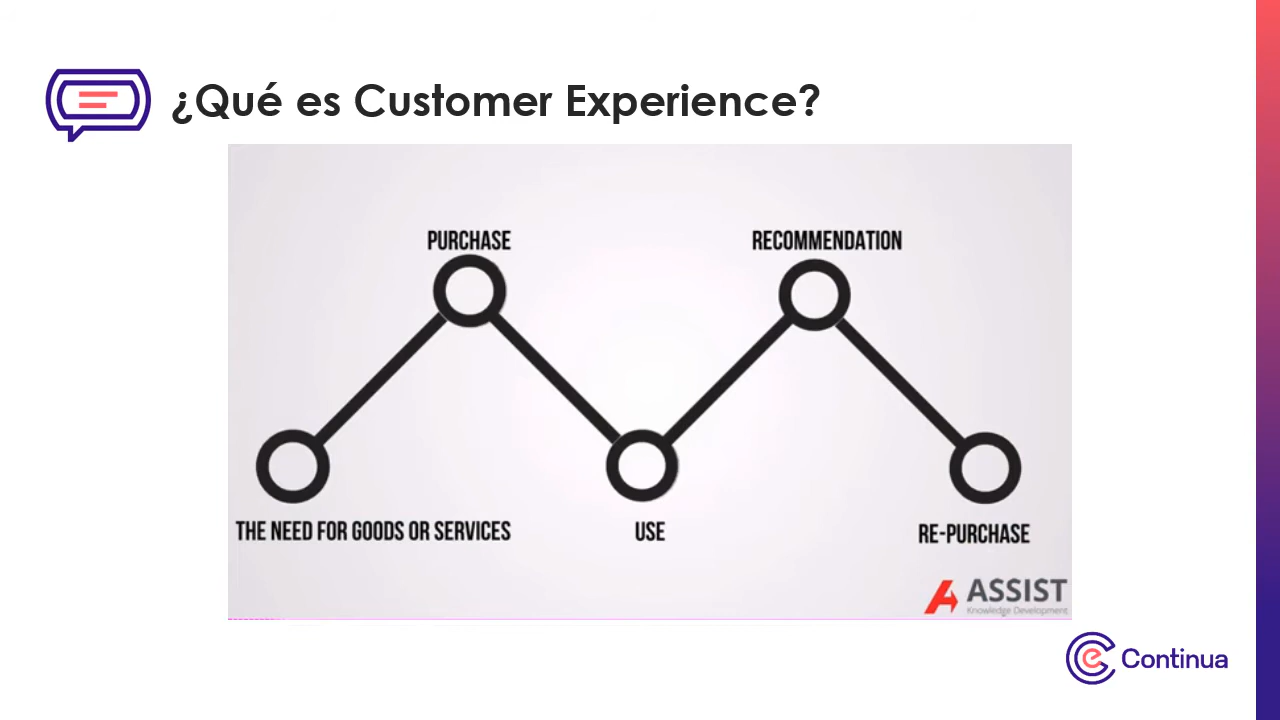 ¿Qué es Customer Experience?
PURCHASE
RECOMMENDATION
THE NEED FOR GOODS OR SERVICES
USE
RE-PURCHASE
ASSIST
Knowledge Development
e Continua